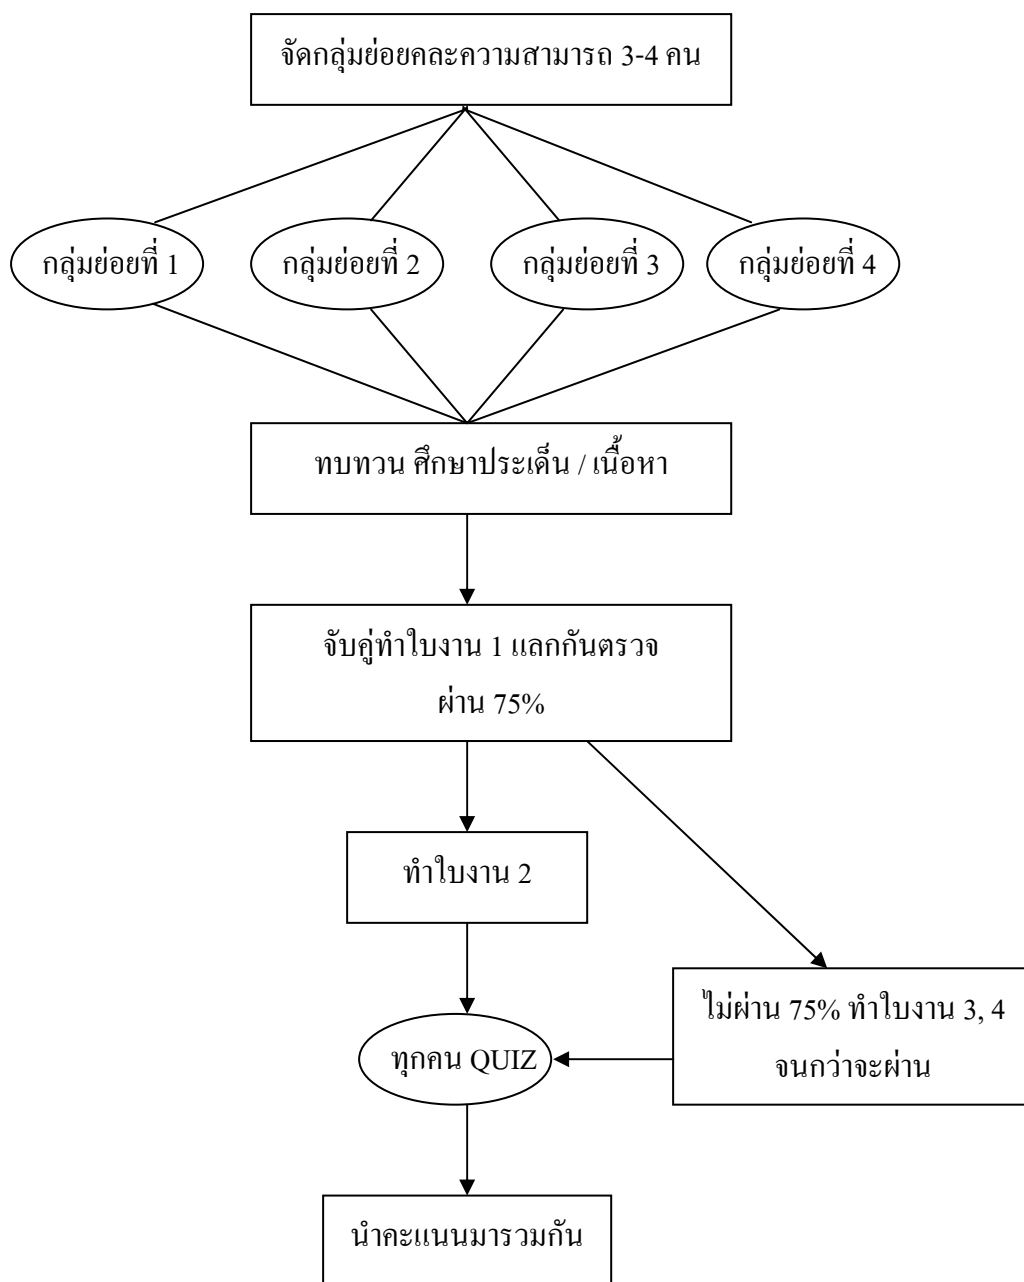 จัดกลุ่มย่อยคละความสามารถ 3-4 คน
กลุ่มย่อยที่ 1
กลุ่มย่อยที่ 2
กลุ่มย่อยที่ 3
กลุ่มย่อยที่ 4
ทบทวน ศึกษาประเด็น / เนื้อหา
จับคู่ทำใบงาน 1 แลกกันตรวจ
ผ่าน 75%
ทำใบงาน 2
ไม่ผ่าน 75% ทำใบงาน 3, 4
จนกว่าจะผ่าน
ทุกคน QUIZ
นำคะแนนมารวมกัน